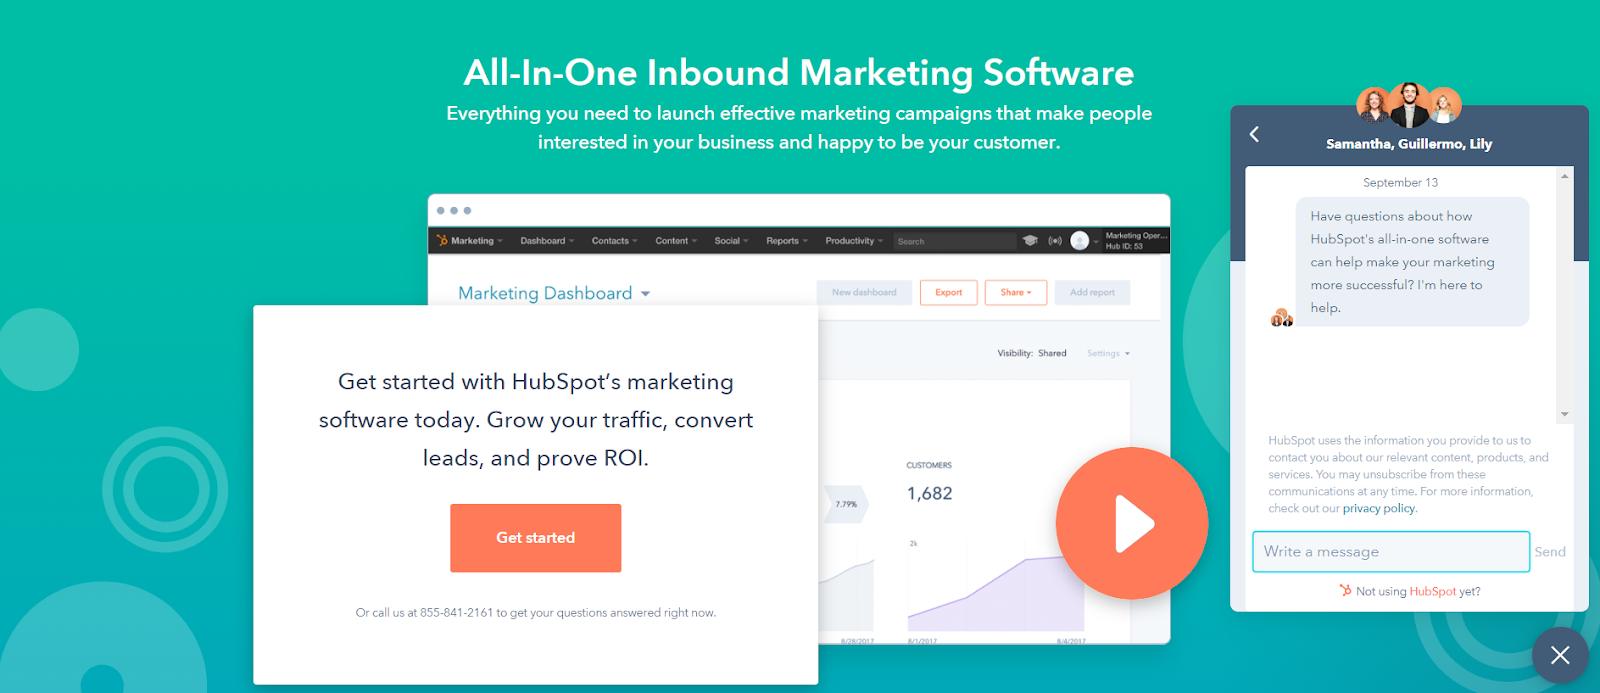 All-In-One Inbound Marketing Software
Everything you need to launch effective marketing campaigns that make people
interested in your business and happy to be your customer.
Marketing
Dashboard
Contacts
Content
Social
Reports
Productivity
Search
Marketing Oper...
Hub ID: 53
Marketing Dashboard
New dashboard
Export
Share
Add report
Visibility: Shared
Settings
Get started with HubSpot’s marketing
software today. Grow your traffic, convert
leads, and prove ROI.
Get started
Or call us at 855-841-2161 to get your questions answered right now.
7.79%
CUSTOMERS
1,682
2k
8/28/2017
8/1/2017
8/4/2017
Samantha, Guillermo, Lily
September 13
Have questions about how
HubSpot's all-in-one software
can help make your marketing
more successful? I'm here to
help.
HubSpot uses the information you provide to us to
contact you about our relevant content, products, and
services. You may unsubscribe from these
communications at any time. For more information,
check out our privacy policy.
Write a message
Send
Not using HubSpot yet?